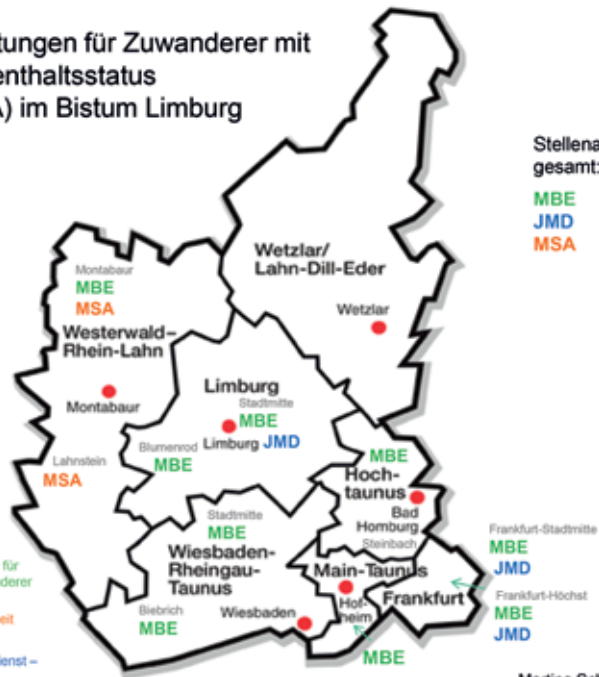 tungen für Zuwanderer mit
enthaltsstatus
A) im Bistum Limburg
Stellena
gesamt:
MBE
JMD
MSA
Wetzlar/
Lahn-Dill-Eder
Wetzlar
Montabaur
MBE
MSA
Westerwald–
Rhein-Lahn
Montabaur
Lahnstein
MSA
Limburg
Stadtmitte
MBE
Limburg JMD
Blumenrod
MBE
MBE
Hoch-
taunus
Bad
Homburg
Steinbach
Stadtmitte
MBE
Wiesbaden-
Rheingau-
Taunus
Biebrich
MBE
Wiesbaden
Main-Taunus
Hof-
heim
MBE
Frankfurt
Frankfurt-Stadtmitte
MBE
JMD
Frankfurt-Höchst
MBE
JMD
für
derer
eit
enst –